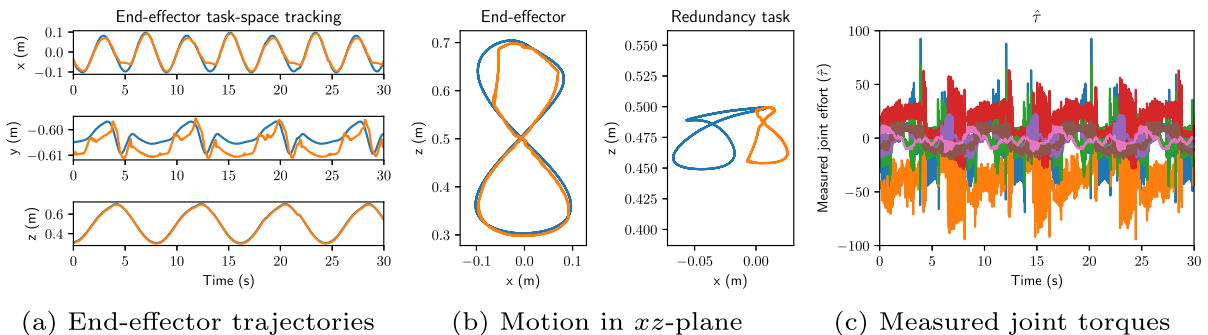 End-effector task-space tracking
x (m)
0.1
0.0
−0.1
0 5 10 15 20 25 30
y (m)
−0.60
−0.61
0 5 10 15 20 25 30
z (m)
0.6
0.4
0 5 10 15 20 25 30
Time (s)
(a) End-effector trajectories
End-effector
z (m)
0.7
0.6
0.5
0.4
0.3
−0.1 0.0 0.1
x (m)
Redundancy task
z (m)
0.550
0.525
0.500
0.475
0.450
0.425
0.400
−0.05 0.00
x (m)
(b) Motion in xz-plane
τ̂
Measured joint effort (τ̂)
100
50
0
−50
−100
0 5 10 15 20 25 30
Time (s)
(c) Measured joint torques